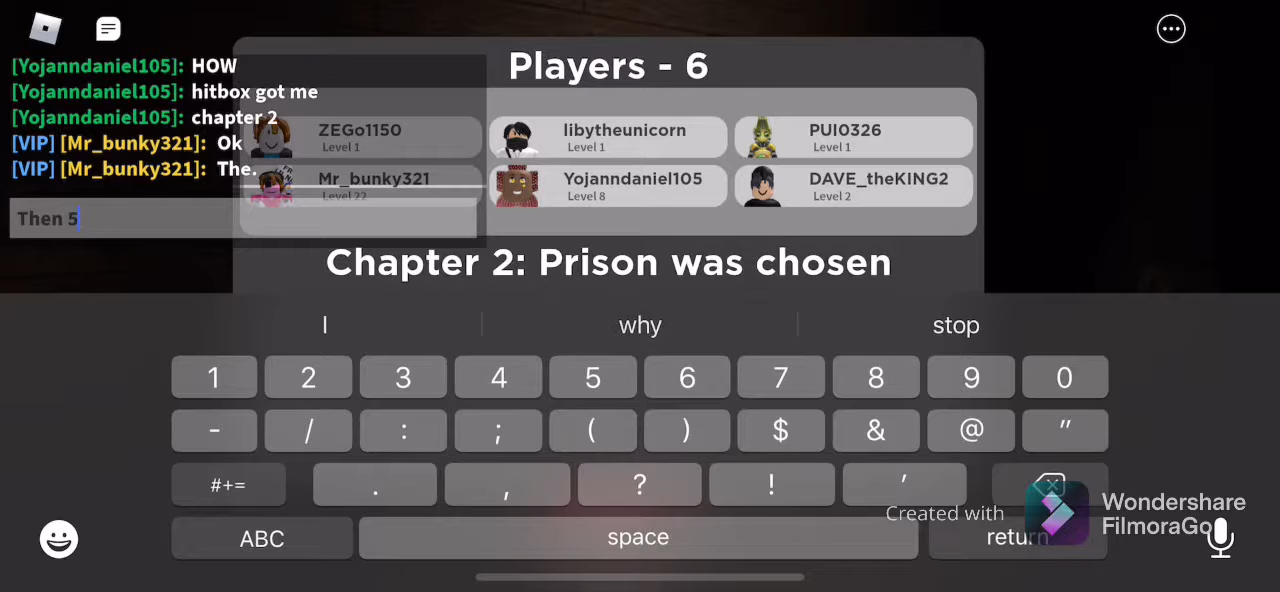 [Yojanndaniel105]: HOW
[Yojanndaniel105]: hitbox got me
[Yojanndaniel105]: chapter 2
[VIP] [Mr_bunky321]: Ok
[VIP] [Mr_bunky321]: The.
Then 5
Players - 6
ZEGo1150
Level 1
libytheunicorn
Level 1
PUI0326
Level 1
Mr_bunky321
Level 22
Yojanndaniel105
Level 8
DAVE_theKING2
Level 2
Chapter 2: Prison was chosen
I why stop
1 2 3 4 5 6 7 8 9 0
- / : ; ( ) $ & @ "
#+= . , ? ! '
ABC space return
Created with
Wondershare
FilmoraGo